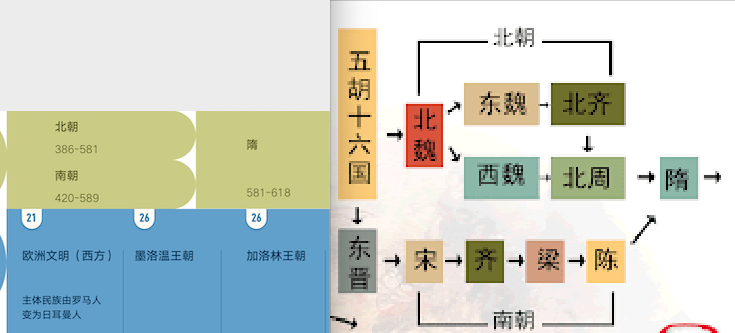 北朝
386-581
南朝
420-589
隋
581-618
21
26
26
欧洲文明（西方）
墨洛温王朝
加洛林王朝
主体民族由罗马人
变为日耳曼人
北朝
五胡十六国
北魏
东魏
北齐
西魏
北周
隋
东晋
宋
齐
梁
陈
南朝